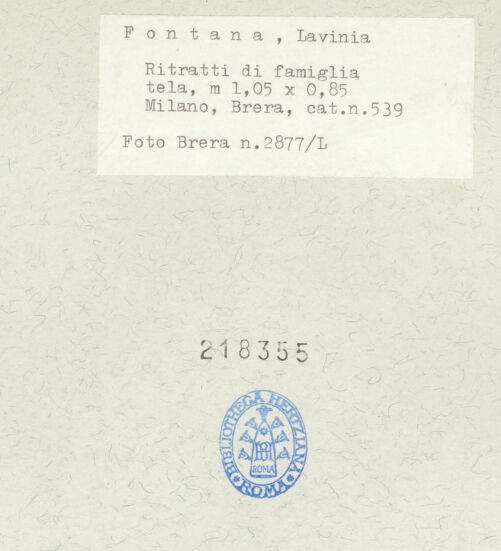 F o n t a n a , Lavinia
Ritratti di famiglia
tela, m 1,05 x 0,85
Milano, Brera, cat.n.539
Foto Brera n.2877/L
218355
BIBLIOTHECA HERTZIANA
ROMA
ROMA